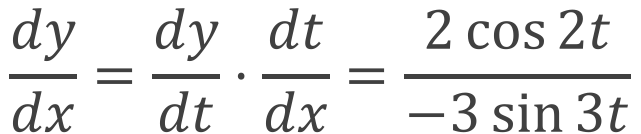 dy/dx = dy/dt · dt/dx = 2 cos 2t / −3 sin 3t